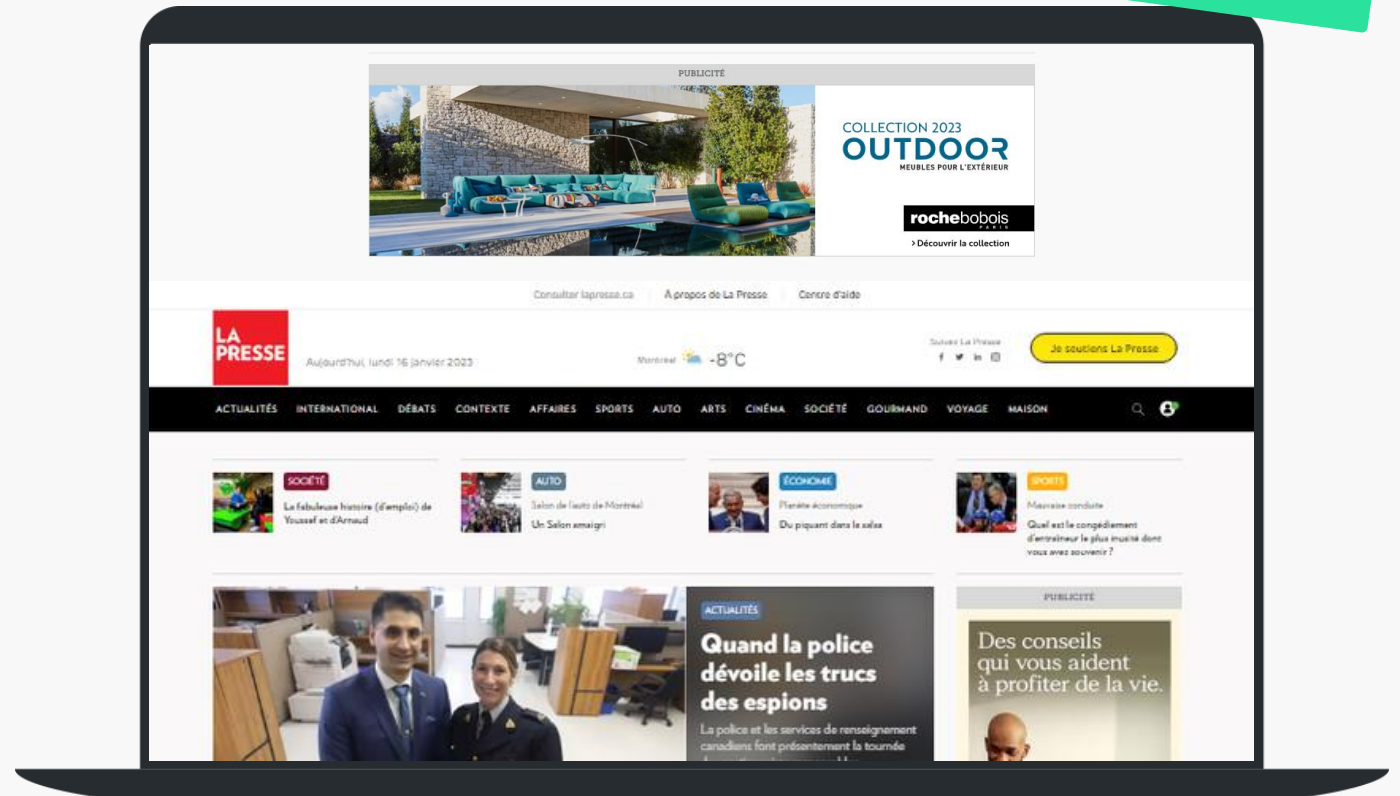 PUBLICITÉ
COLLECTION 2023
OUTDOOR
MEUBLES POUR L'EXTÉRIEUR
rochebobois
PARIS
> Découvrir la collection
Consulter lapresse.ca
À propos de La Presse
Centre d'aide
LA
PRESSE
Aujourd'hui, lundi 16 janvier 2023
Montréal
-8°C
Suivez La Presse
Je soutiens La Presse
ACTUALITÉS INTERNATIONAL DÉBATS CONTEXTE AFFAIRES SPORTS AUTO ARTS CINÉMA SOCIÉTÉ GOURMAND VOYAGE MAISON
SOCIÉTÉ
La fabuleuse histoire (d'emploi) de
Youssef et d'Arnaud
AUTO
Salon de l'auto de Montréal
Un Salon amaigri
ÉCONOMIE
Planète économique
Du piquant dans la salsa
SPORTS
Mauvaise conduite
Quel est le congédiement
d'entraîneur le plus inusité dont
vous avez souvenir ?
ACTUALITÉS
Quand la police
dévoile les trucs
des espions
La police et les services de renseignement
canadiens font présentement la tournée
PUBLICITÉ
Des conseils
qui vous aident
à profiter de la vie.